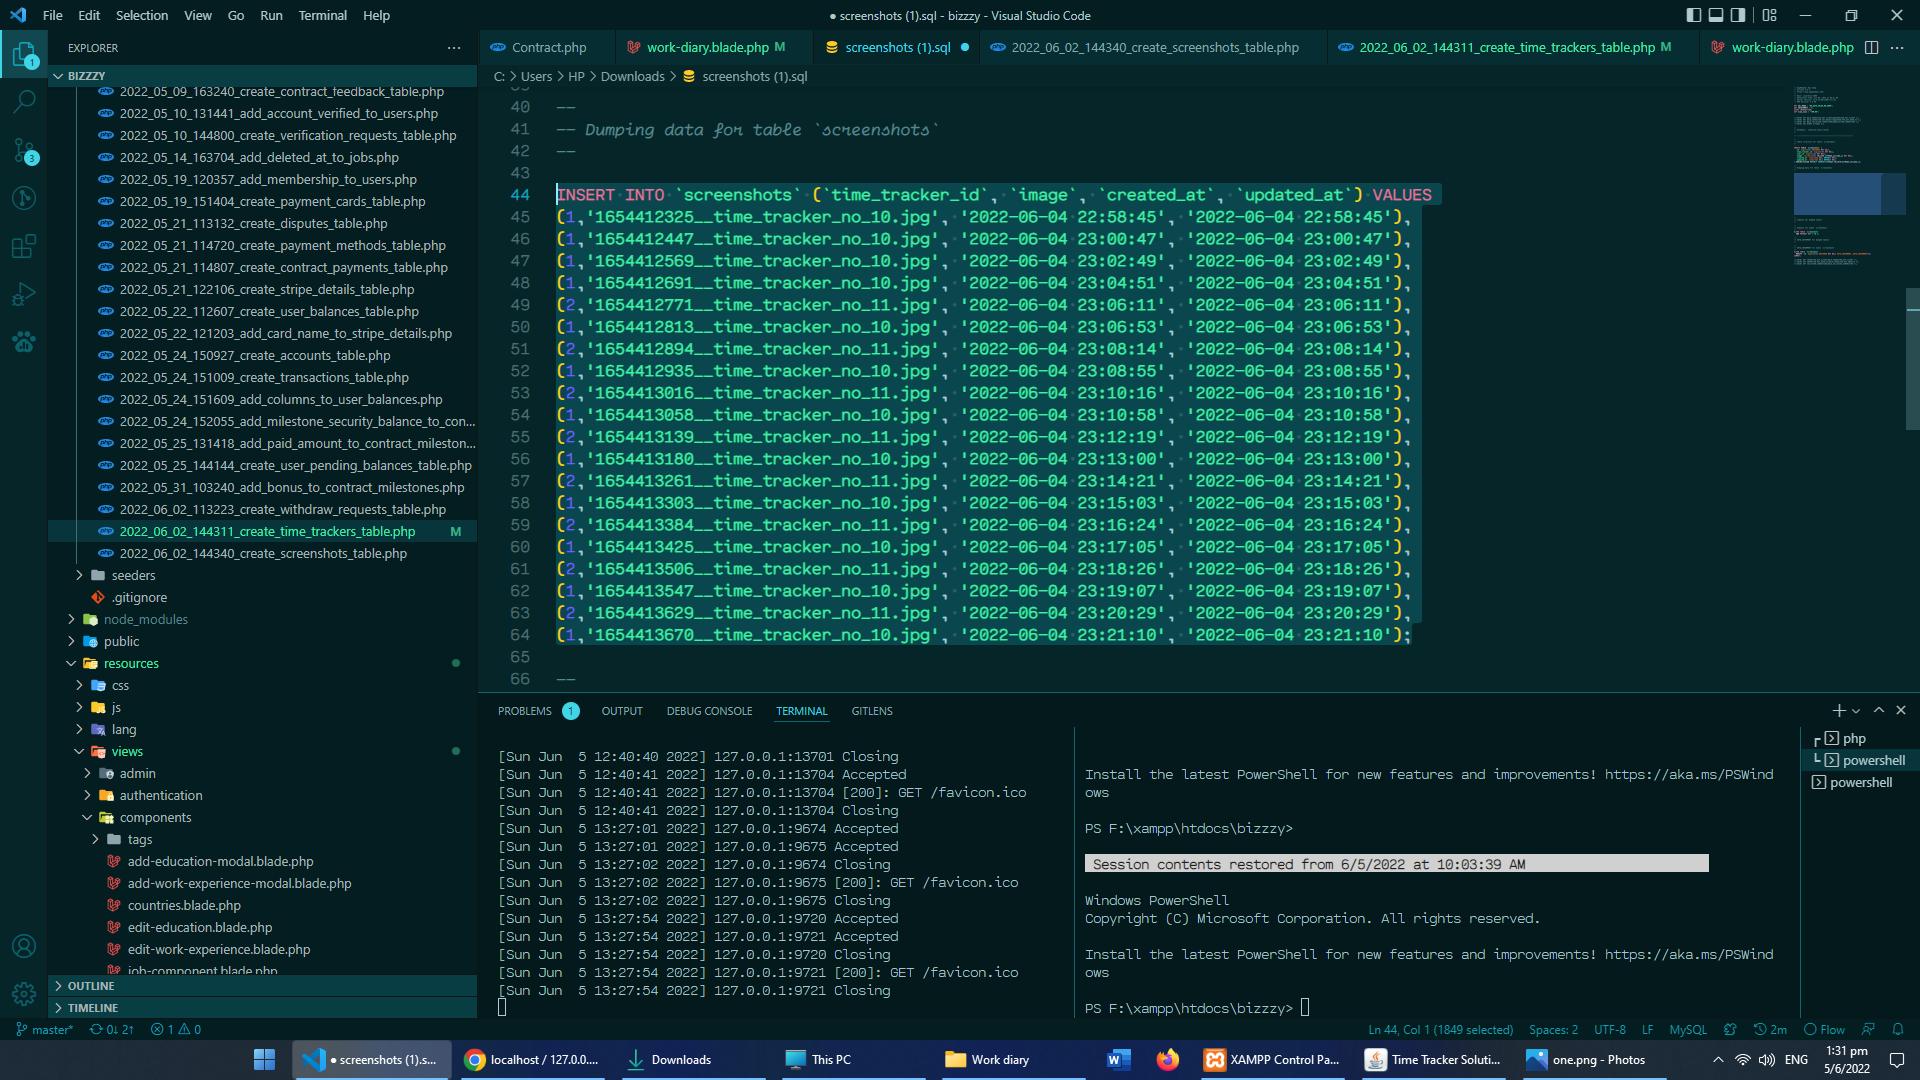 File Edit Selection View Go Run Terminal Help
● screenshots (1).sql - bizzzy - Visual Studio Code
EXPLORER
BIZZZY
2022_05_09_163240_create_contract_feedback_table.php
2022_05_10_131441_add_account_verified_to_users.php
2022_05_10_144800_create_verification_requests_table.php
2022_05_14_163704_add_deleted_at_to_jobs.php
2022_05_19_120357_add_membership_to_users.php
2022_05_19_151404_create_payment_cards_table.php
2022_05_21_113132_create_disputes_table.php
2022_05_21_114720_create_payment_methods_table.php
2022_05_21_114807_create_contract_payments_table.php
2022_05_21_122106_create_stripe_details_table.php
2022_05_22_112607_create_user_balances_table.php
2022_05_22_121203_add_card_name_to_stripe_details.php
2022_05_24_150927_create_accounts_table.php
2022_05_24_151009_create_transactions_table.php
2022_05_24_151609_add_columns_to_user_balances.php
2022_05_24_152055_add_milestone_security_balance_to_con...
2022_05_25_131418_add_paid_amount_to_contract_mileston...
2022_05_25_144144_create_user_pending_balances_table.php
2022_05_31_103240_add_bonus_to_contract_milestones.php
2022_06_02_113223_create_withdraw_requests_table.php
2022_06_02_144311_create_time_trackers_table.php M
2022_06_02_144340_create_screenshots_table.php
seeders
.gitignore
node_modules
public
resources
css
js
lang
views
admin
authentication
components
tags
add-education-modal.blade.php
add-work-experience-modal.blade.php
countries.blade.php
edit-education.blade.php
edit-work-experience.blade.php
job-component.blade.php
OUTLINE
TIMELINE
1
3
Contract.php
work-diary.blade.php M
screenshots (1).sql ●
2022_06_02_144340_create_screenshots_table.php
2022_06_02_144311_create_time_trackers_table.php M
work-diary.blade.php
C: > Users > HP > Downloads > screenshots (1).sql
39
40 --
41 -- Dumping data for table `screenshots`
42 --
43
44 INSERT INTO `screenshots` (`time_tracker_id`, `image`, `created_at`, `updated_at`) VALUES
45 (1,'1654412325__time_tracker_no_10.jpg', '2022-06-04 22:58:45', '2022-06-04 22:58:45'),
46 (1,'1654412447__time_tracker_no_10.jpg', '2022-06-04 23:00:47', '2022-06-04 23:00:47'),
47 (1,'1654412569__time_tracker_no_10.jpg', '2022-06-04 23:02:49', '2022-06-04 23:02:49'),
48 (1,'1654412691__time_tracker_no_10.jpg', '2022-06-04 23:04:51', '2022-06-04 23:04:51'),
49 (2,'1654412771__time_tracker_no_11.jpg', '2022-06-04 23:06:11', '2022-06-04 23:06:11'),
50 (1,'1654412813__time_tracker_no_10.jpg', '2022-06-04 23:06:53', '2022-06-04 23:06:53'),
51 (2,'1654412894__time_tracker_no_11.jpg', '2022-06-04 23:08:14', '2022-06-04 23:08:14'),
52 (1,'1654412935__time_tracker_no_10.jpg', '2022-06-04 23:08:55', '2022-06-04 23:08:55'),
53 (2,'1654413016__time_tracker_no_11.jpg', '2022-06-04 23:10:16', '2022-06-04 23:10:16'),
54 (1,'1654413058__time_tracker_no_10.jpg', '2022-06-04 23:10:58', '2022-06-04 23:10:58'),
55 (2,'1654413139__time_tracker_no_11.jpg', '2022-06-04 23:12:19', '2022-06-04 23:12:19'),
56 (1,'1654413180__time_tracker_no_10.jpg', '2022-06-04 23:13:00', '2022-06-04 23:13:00'),
57 (2,'1654413261__time_tracker_no_11.jpg', '2022-06-04 23:14:21', '2022-06-04 23:14:21'),
58 (1,'1654413303__time_tracker_no_10.jpg', '2022-06-04 23:15:03', '2022-06-04 23:15:03'),
59 (2,'1654413384__time_tracker_no_11.jpg', '2022-06-04 23:16:24', '2022-06-04 23:16:24'),
60 (1,'1654413425__time_tracker_no_10.jpg', '2022-06-04 23:17:05', '2022-06-04 23:17:05'),
61 (2,'1654413506__time_tracker_no_11.jpg', '2022-06-04 23:18:26', '2022-06-04 23:18:26'),
62 (1,'1654413547__time_tracker_no_10.jpg', '2022-06-04 23:19:07', '2022-06-04 23:19:07'),
63 (2,'1654413629__time_tracker_no_11.jpg', '2022-06-04 23:20:29', '2022-06-04 23:20:29'),
64 (1,'1654413670__time_tracker_no_10.jpg', '2022-06-04 23:21:10', '2022-06-04 23:21:10');
65
66 --
PROBLEMS 1 OUTPUT DEBUG CONSOLE TERMINAL GITLENS
[Sun Jun  5 12:40:40 2022] 127.0.0.1:13701 Closing
[Sun Jun  5 12:40:41 2022] 127.0.0.1:13704 Accepted
[Sun Jun  5 12:40:41 2022] 127.0.0.1:13704 [200]: GET /favicon.ico
[Sun Jun  5 12:40:41 2022] 127.0.0.1:13704 Closing
[Sun Jun  5 13:27:01 2022] 127.0.0.1:9674 Accepted
[Sun Jun  5 13:27:01 2022] 127.0.0.1:9675 Accepted
[Sun Jun  5 13:27:02 2022] 127.0.0.1:9674 Closing
[Sun Jun  5 13:27:02 2022] 127.0.0.1:9675 [200]: GET /favicon.ico
[Sun Jun  5 13:27:02 2022] 127.0.0.1:9675 Closing
[Sun Jun  5 13:27:54 2022] 127.0.0.1:9720 Accepted
[Sun Jun  5 13:27:54 2022] 127.0.0.1:9721 Accepted
[Sun Jun  5 13:27:54 2022] 127.0.0.1:9720 Closing
[Sun Jun  5 13:27:54 2022] 127.0.0.1:9721 [200]: GET /favicon.ico
[Sun Jun  5 13:27:54 2022] 127.0.0.1:9721 Closing
Install the latest PowerShell for new features and improvements! https://aka.ms/PSWind
ows
PS F:\xampp\htdocs\bizzzy>
Session contents restored from 6/5/2022 at 10:03:39 AM
Windows PowerShell
Copyright (C) Microsoft Corporation. All rights reserved.
Install the latest PowerShell for new features and improvements! https://aka.ms/PSWind
ows
PS F:\xampp\htdocs\bizzzy>
php
powershell
powershell
master* 0↓ 2↑ 1 0
Ln 44, Col 1 (1849 selected) Spaces: 2 UTF-8 LF MySQL 2m Flow
● screenshots (1).s... localhost / 127.0.0.... Downloads This PC Work diary XAMPP Control Pa... Time Tracker Soluti... one.png - Photos
ENG
1:31 pm
5/6/2022